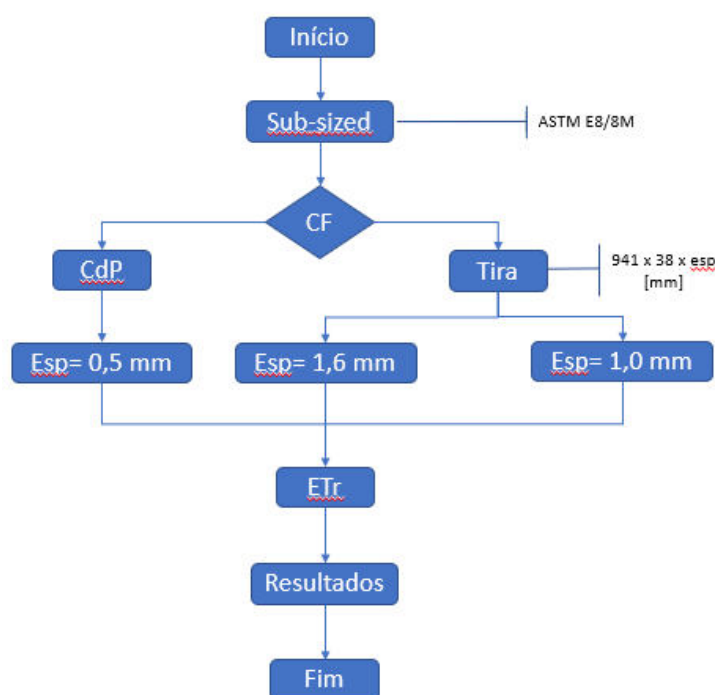 Início
Sub-sized
ASTM E8/8M
CF
CdP
Tira
941 x 38 x esp
[mm]
Esp= 0,5 mm
Esp= 1,6 mm
Esp= 1,0 mm
ETr
Resultados
Fim